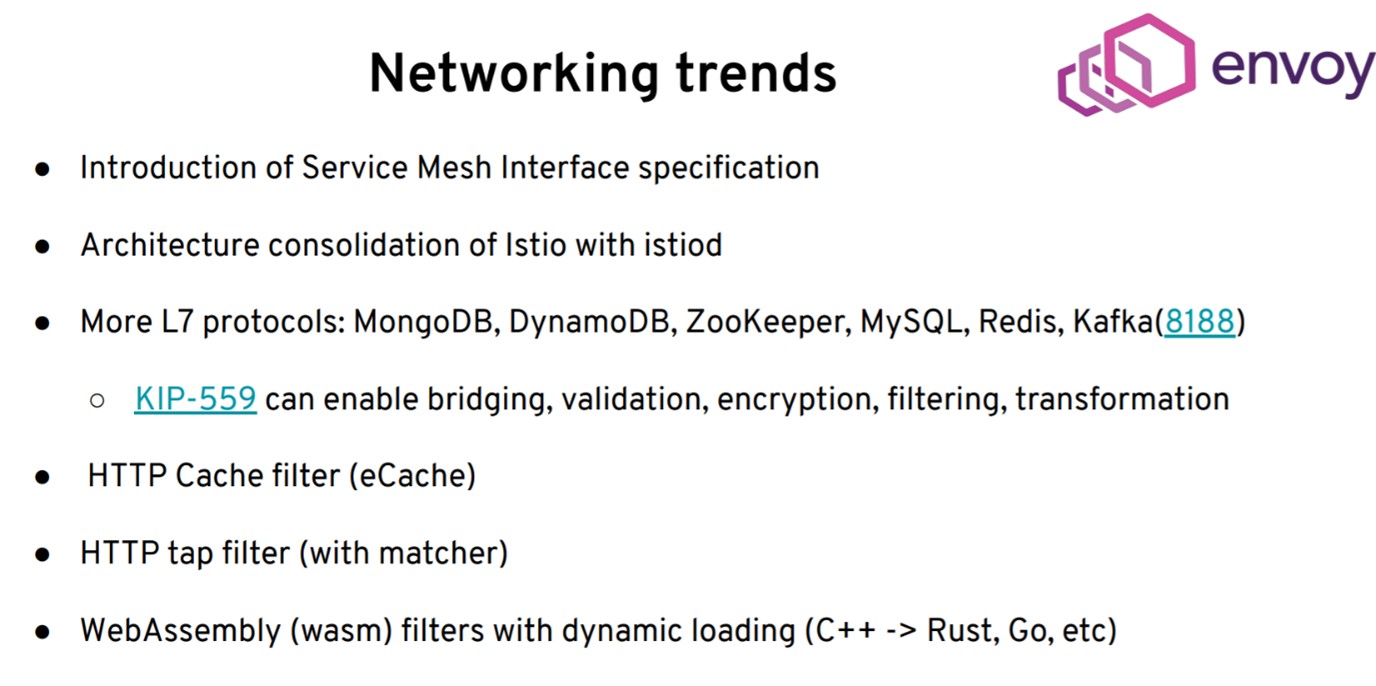 Networking trends
envoy
● Introduction of Service Mesh Interface specification
● Architecture consolidation of Istio with istiod
● More L7 protocols: MongoDB, DynamoDB, ZooKeeper, MySQL, Redis, Kafka(8188)
○ KIP-559 can enable bridging, validation, encryption, filtering, transformation
● HTTP Cache filter (eCache)
● HTTP tap filter (with matcher)
● WebAssembly (wasm) filters with dynamic loading (C++ -> Rust, Go, etc)